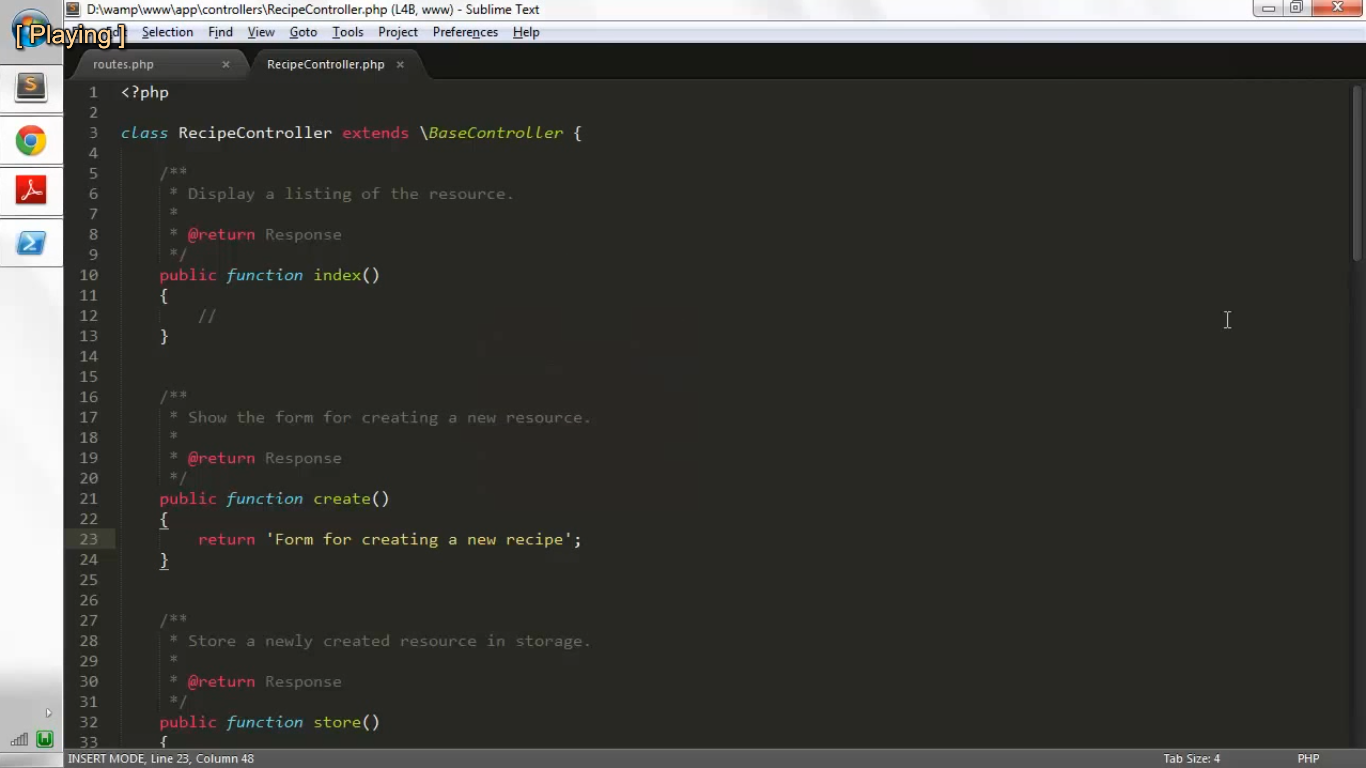 D:\wamp\www\app\controllers\RecipeController.php (L4B, www) - Sublime Text
[ Playing ]
Selection Find View Goto Tools Project Preferences Help
routes.php × RecipeController.php ×
1 <?php
2
3 class RecipeController extends \BaseController {
4
5 /**
6 * Display a listing of the resource.
7 *
8 * @return Response
9 */
10 public function index()
11 {
12 //
13 }
14
15
16 /**
17 * Show the form for creating a new resource.
18 *
19 * @return Response
20 */
21 public function create()
22 {
23 return 'Form for creating a new recipe';
24 }
25
26
27 /**
28 * Store a newly created resource in storage.
29 *
30 * @return Response
31 */
32 public function store()
33 {
INSERT MODE, Line 23, Column 48 Tab Size: 4 PHP